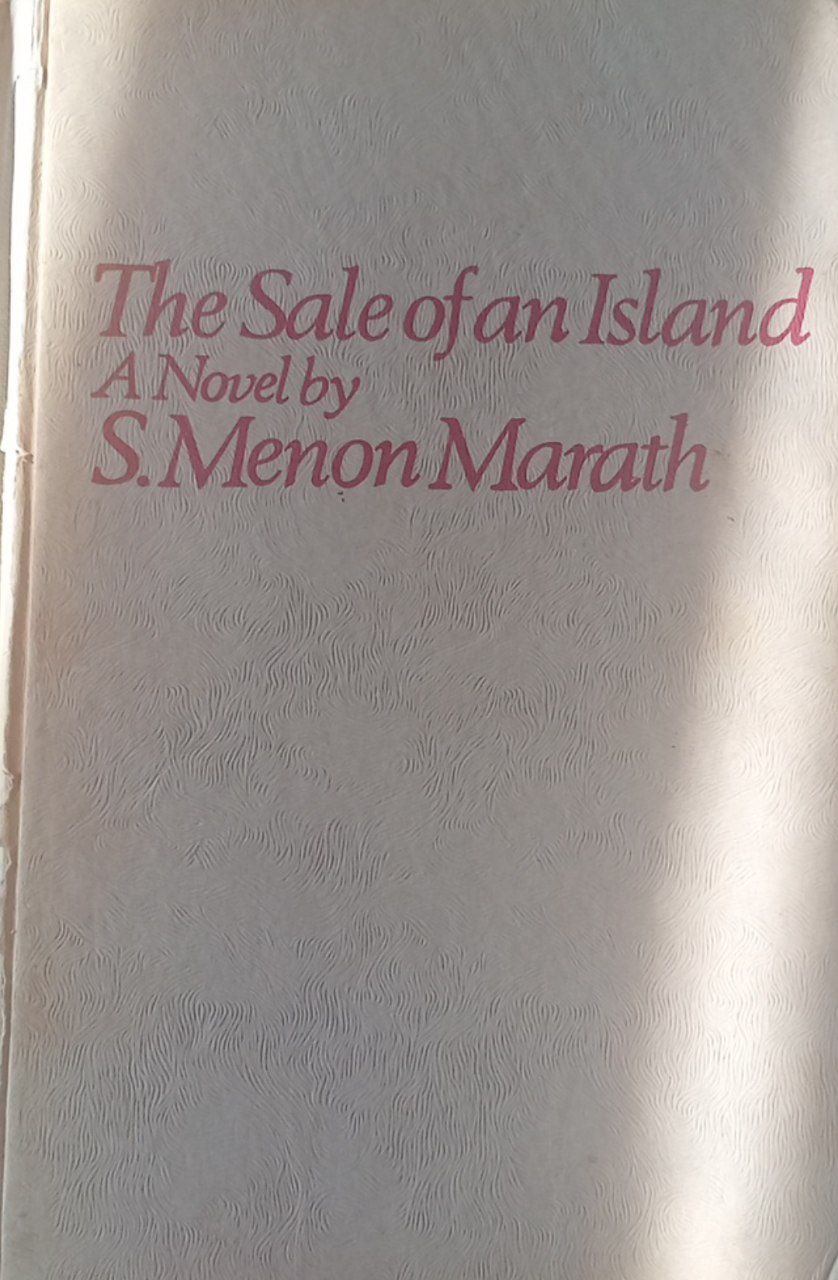 The Sale of an Island
A Novel by
S. Menon Marath